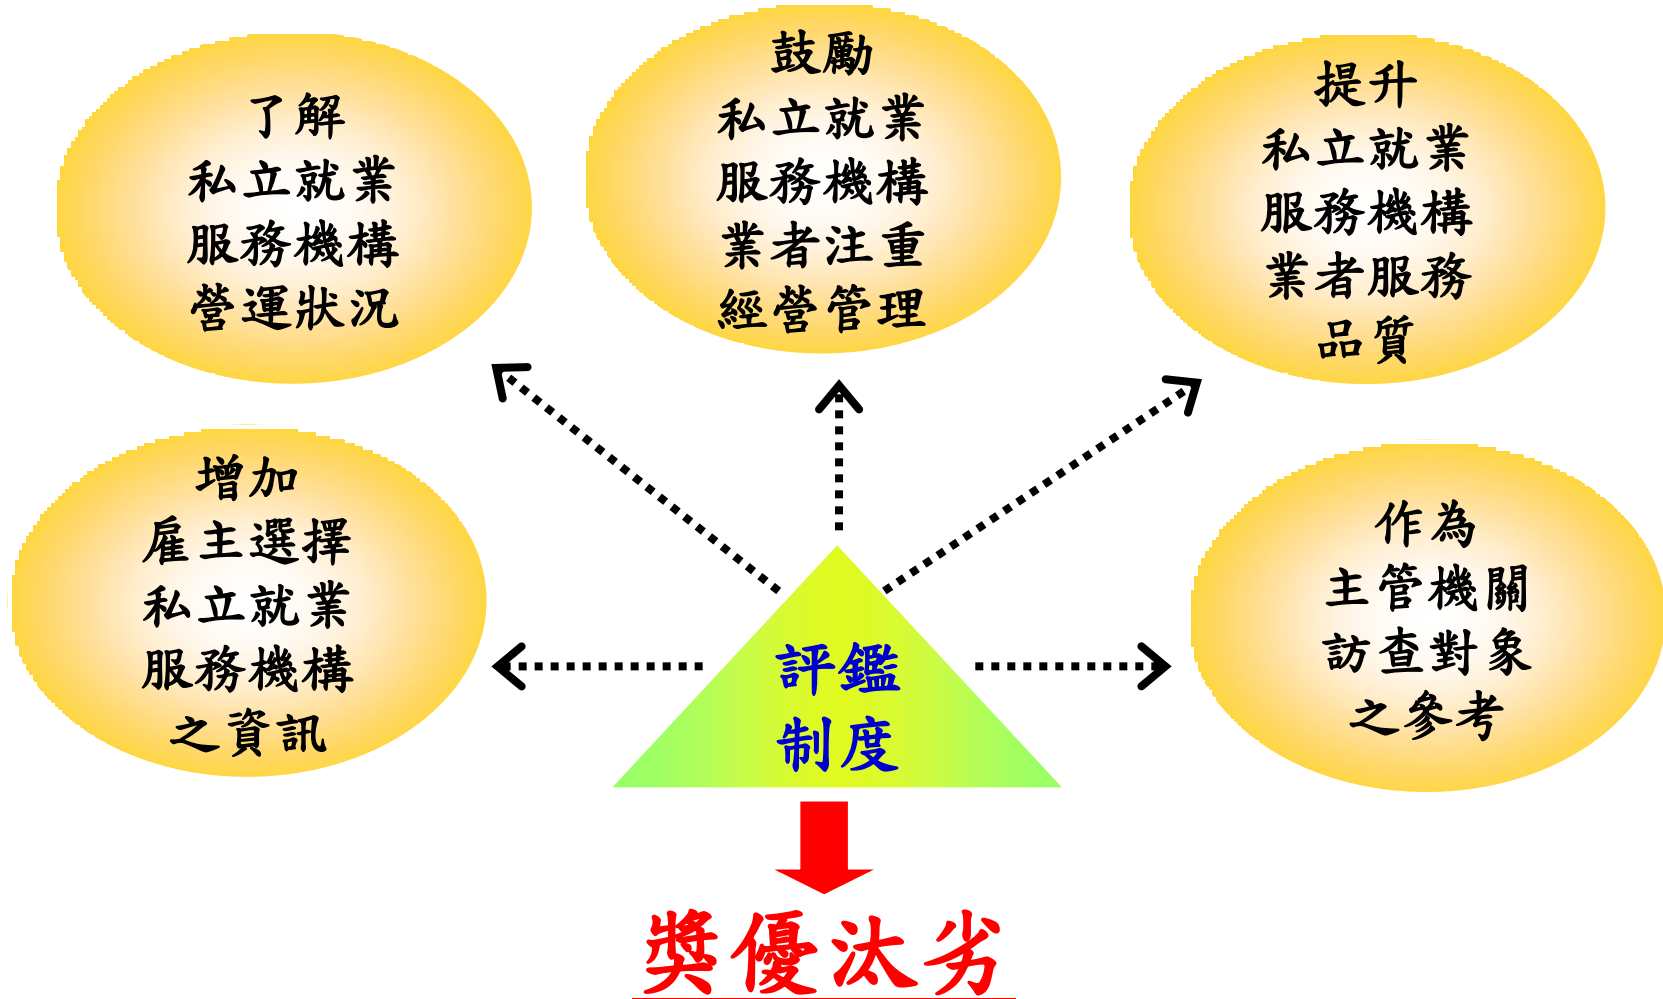 了解
私立就業
服務機構
營運狀況
鼓勵
私立就業
服務機構
業者注重
經營管理
提升
私立就業
服務機構
業者服務
品質
增加
雇主選擇
私立就業
服務機構
之資訊
作為
主管機關
訪查對象
之參考
評鑑
制度
獎優汰劣